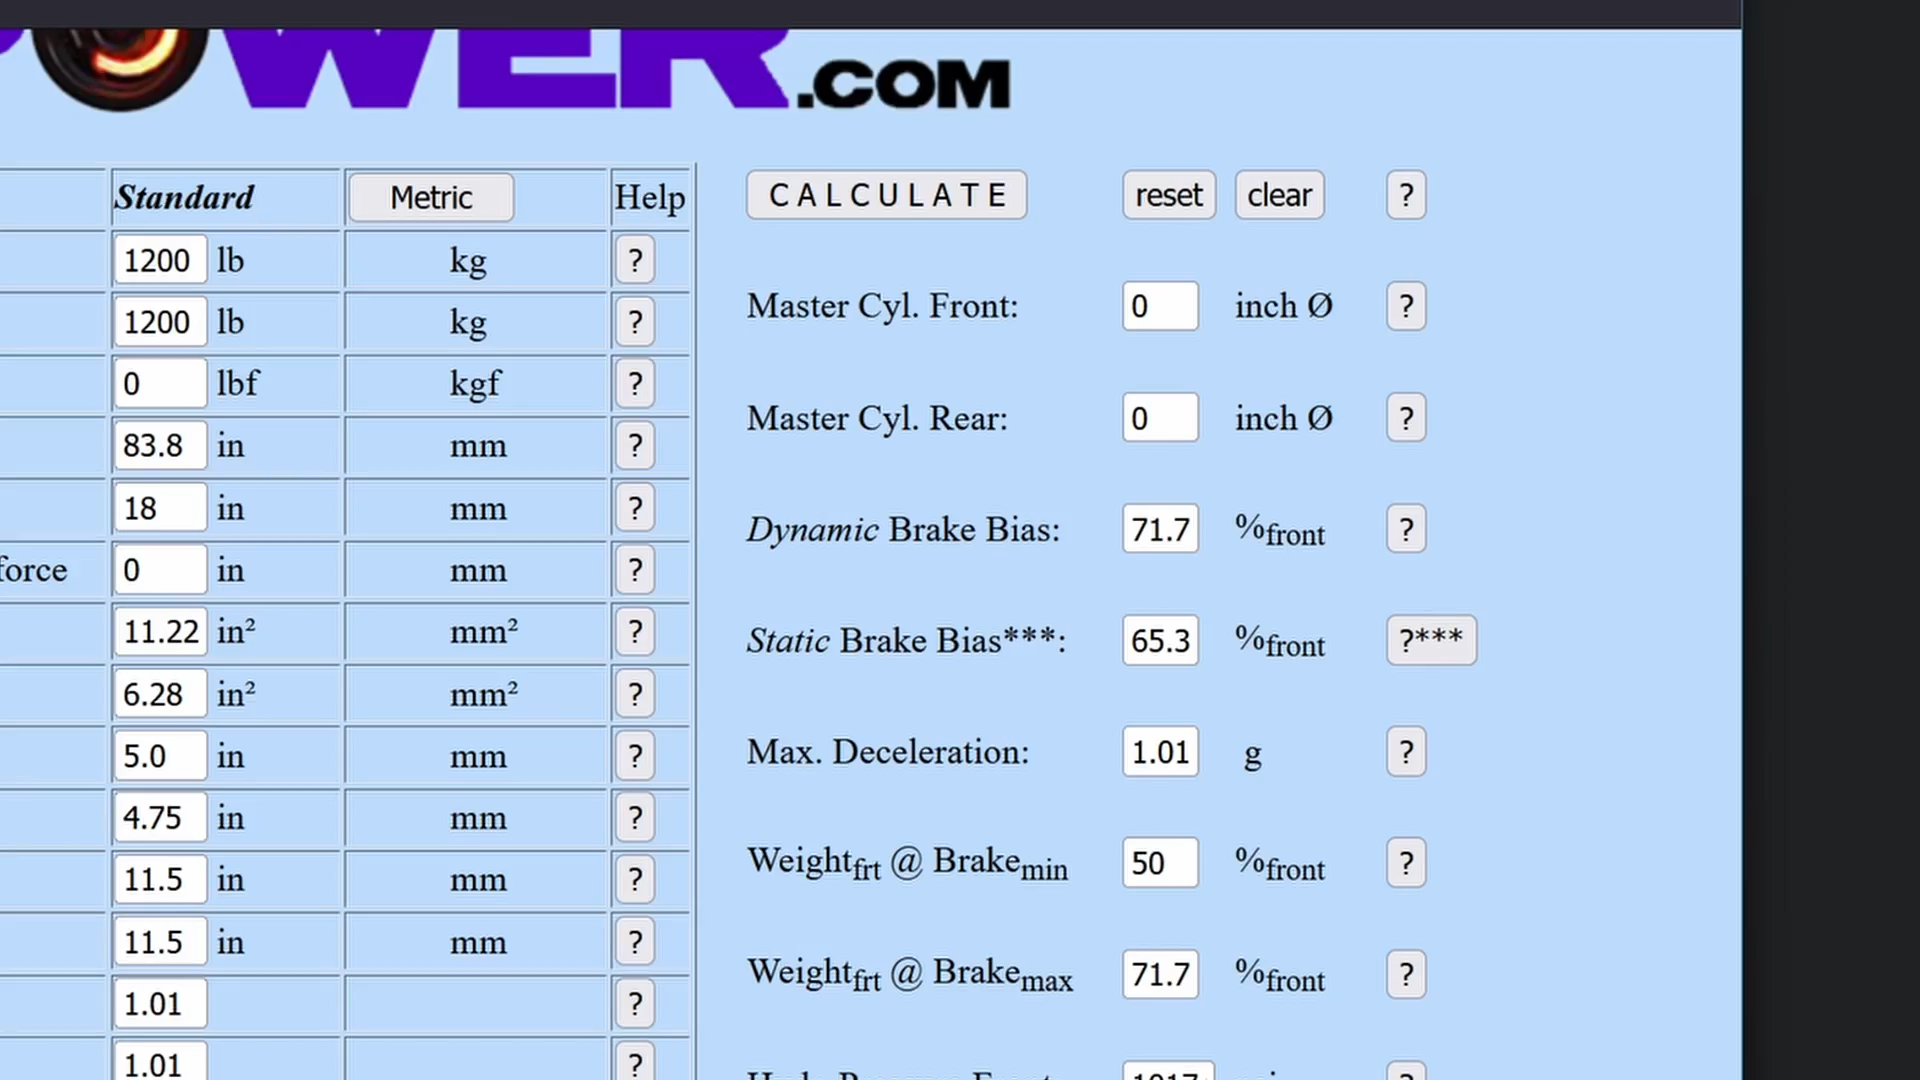 POWER.COM
Standard Metric Help
1200 lb kg ?
1200 lb kg ?
0 lbf kgf ?
83.8 in mm ?
18 in mm ?
force 0 in mm ?
11.22 in² mm² ?
6.28 in² mm² ?
5.0 in mm ?
4.75 in mm ?
11.5 in mm ?
11.5 in mm ?
1.01 ?
1.01 ?
CALCULATE reset clear ?
Master Cyl. Front: 0 inch Ø ?
Master Cyl. Rear: 0 inch Ø ?
Dynamic Brake Bias: 71.7 %front ?
Static Brake Bias***: 65.3 %front ?***
Max. Deceleration: 1.01 g ?
Weightfrt @ Brakemin 50 %front ?
Weightfrt @ Brakemax 71.7 %front ?